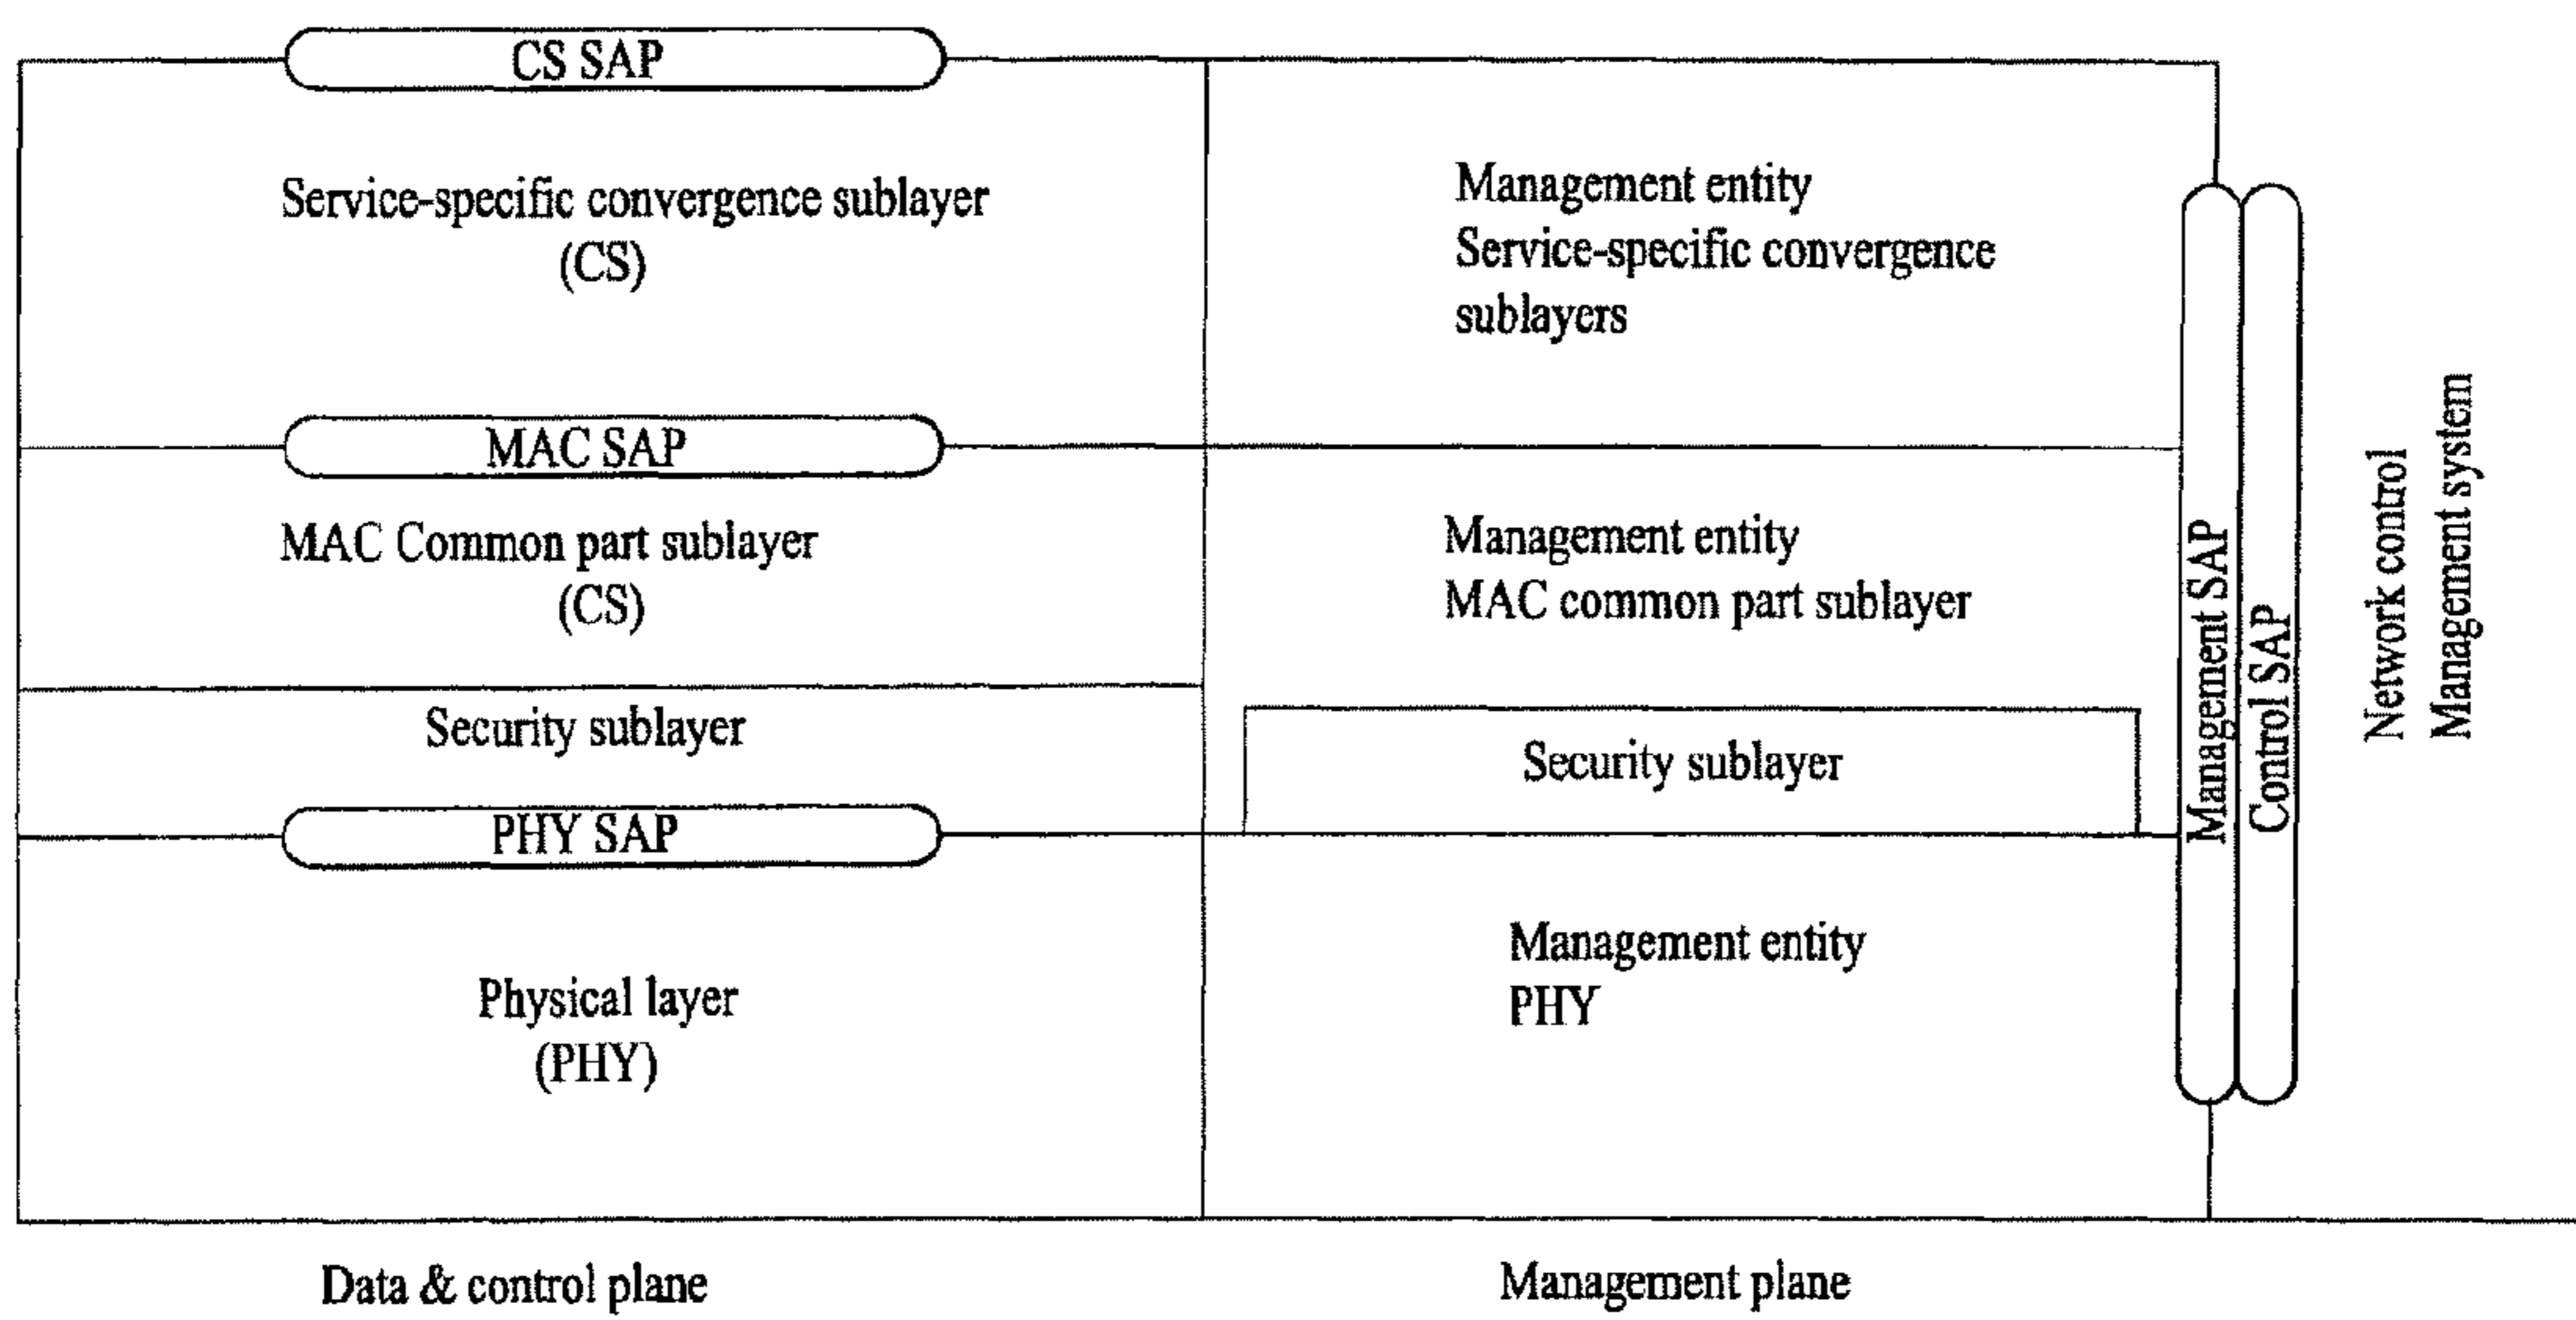 CS SAP
Service-specific convergence sublayer
(CS)
Management entity
Service-specific convergence
sublayers
MAC SAP
MAC Common part sublayer
(CS)
Management entity
MAC common part sublayer
Security sublayer
Security sublayer
PHY SAP
Physical layer
(PHY)
Management entity
PHY
Management SAP
Control SAP
Network control
Management system
Data & control plane
Management plane